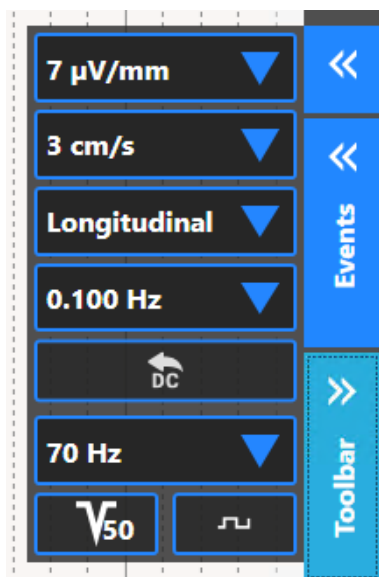 7 µV/mm
3 cm/s
Longitudinal
0.100 Hz
DC
70 Hz
50
Events
Toolbar